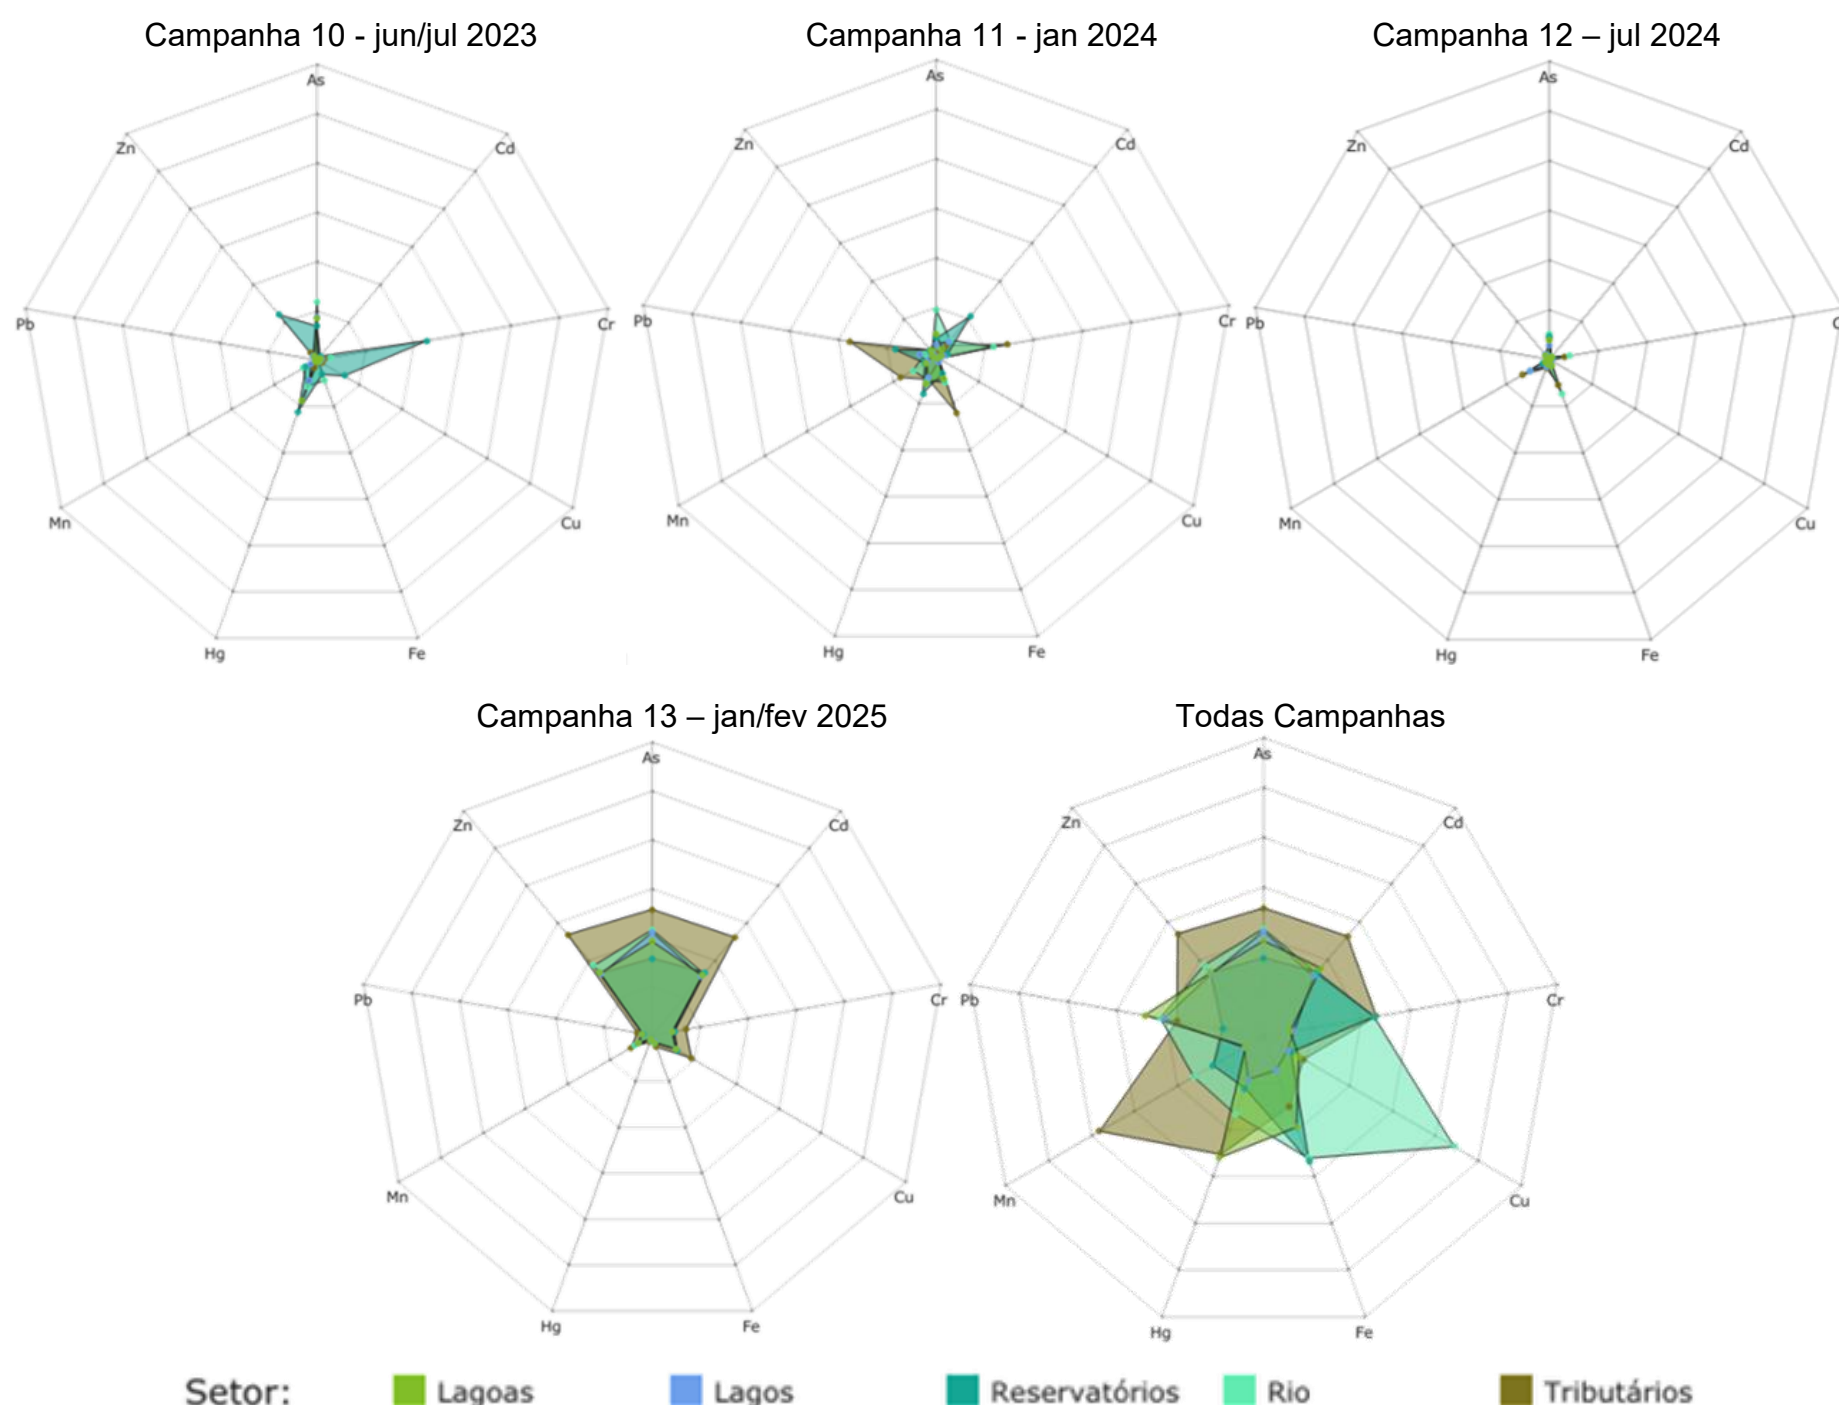 Campanha 10 - jun/jul 2023
Campanha 11 - jan 2024
Campanha 12 – jul 2024
As
Cd
Cr
Cu
Fe
Hg
Mn
Pb
Zn
As
Cd
Cr
Cu
Fe
Hg
Mn
Pb
Zn
As
Cd
Cu
Fe
Hg
Mn
Pb
Zn
Campanha 13 – jan/fev 2025
Todas Campanhas
As
Cd
Cr
Cu
Fe
Hg
Mn
Pb
Zn
As
Cd
Cr
Cu
Fe
Hg
Mn
Pb
Zn
Setor: Lagoas Lagos Reservatórios Rio Tributários